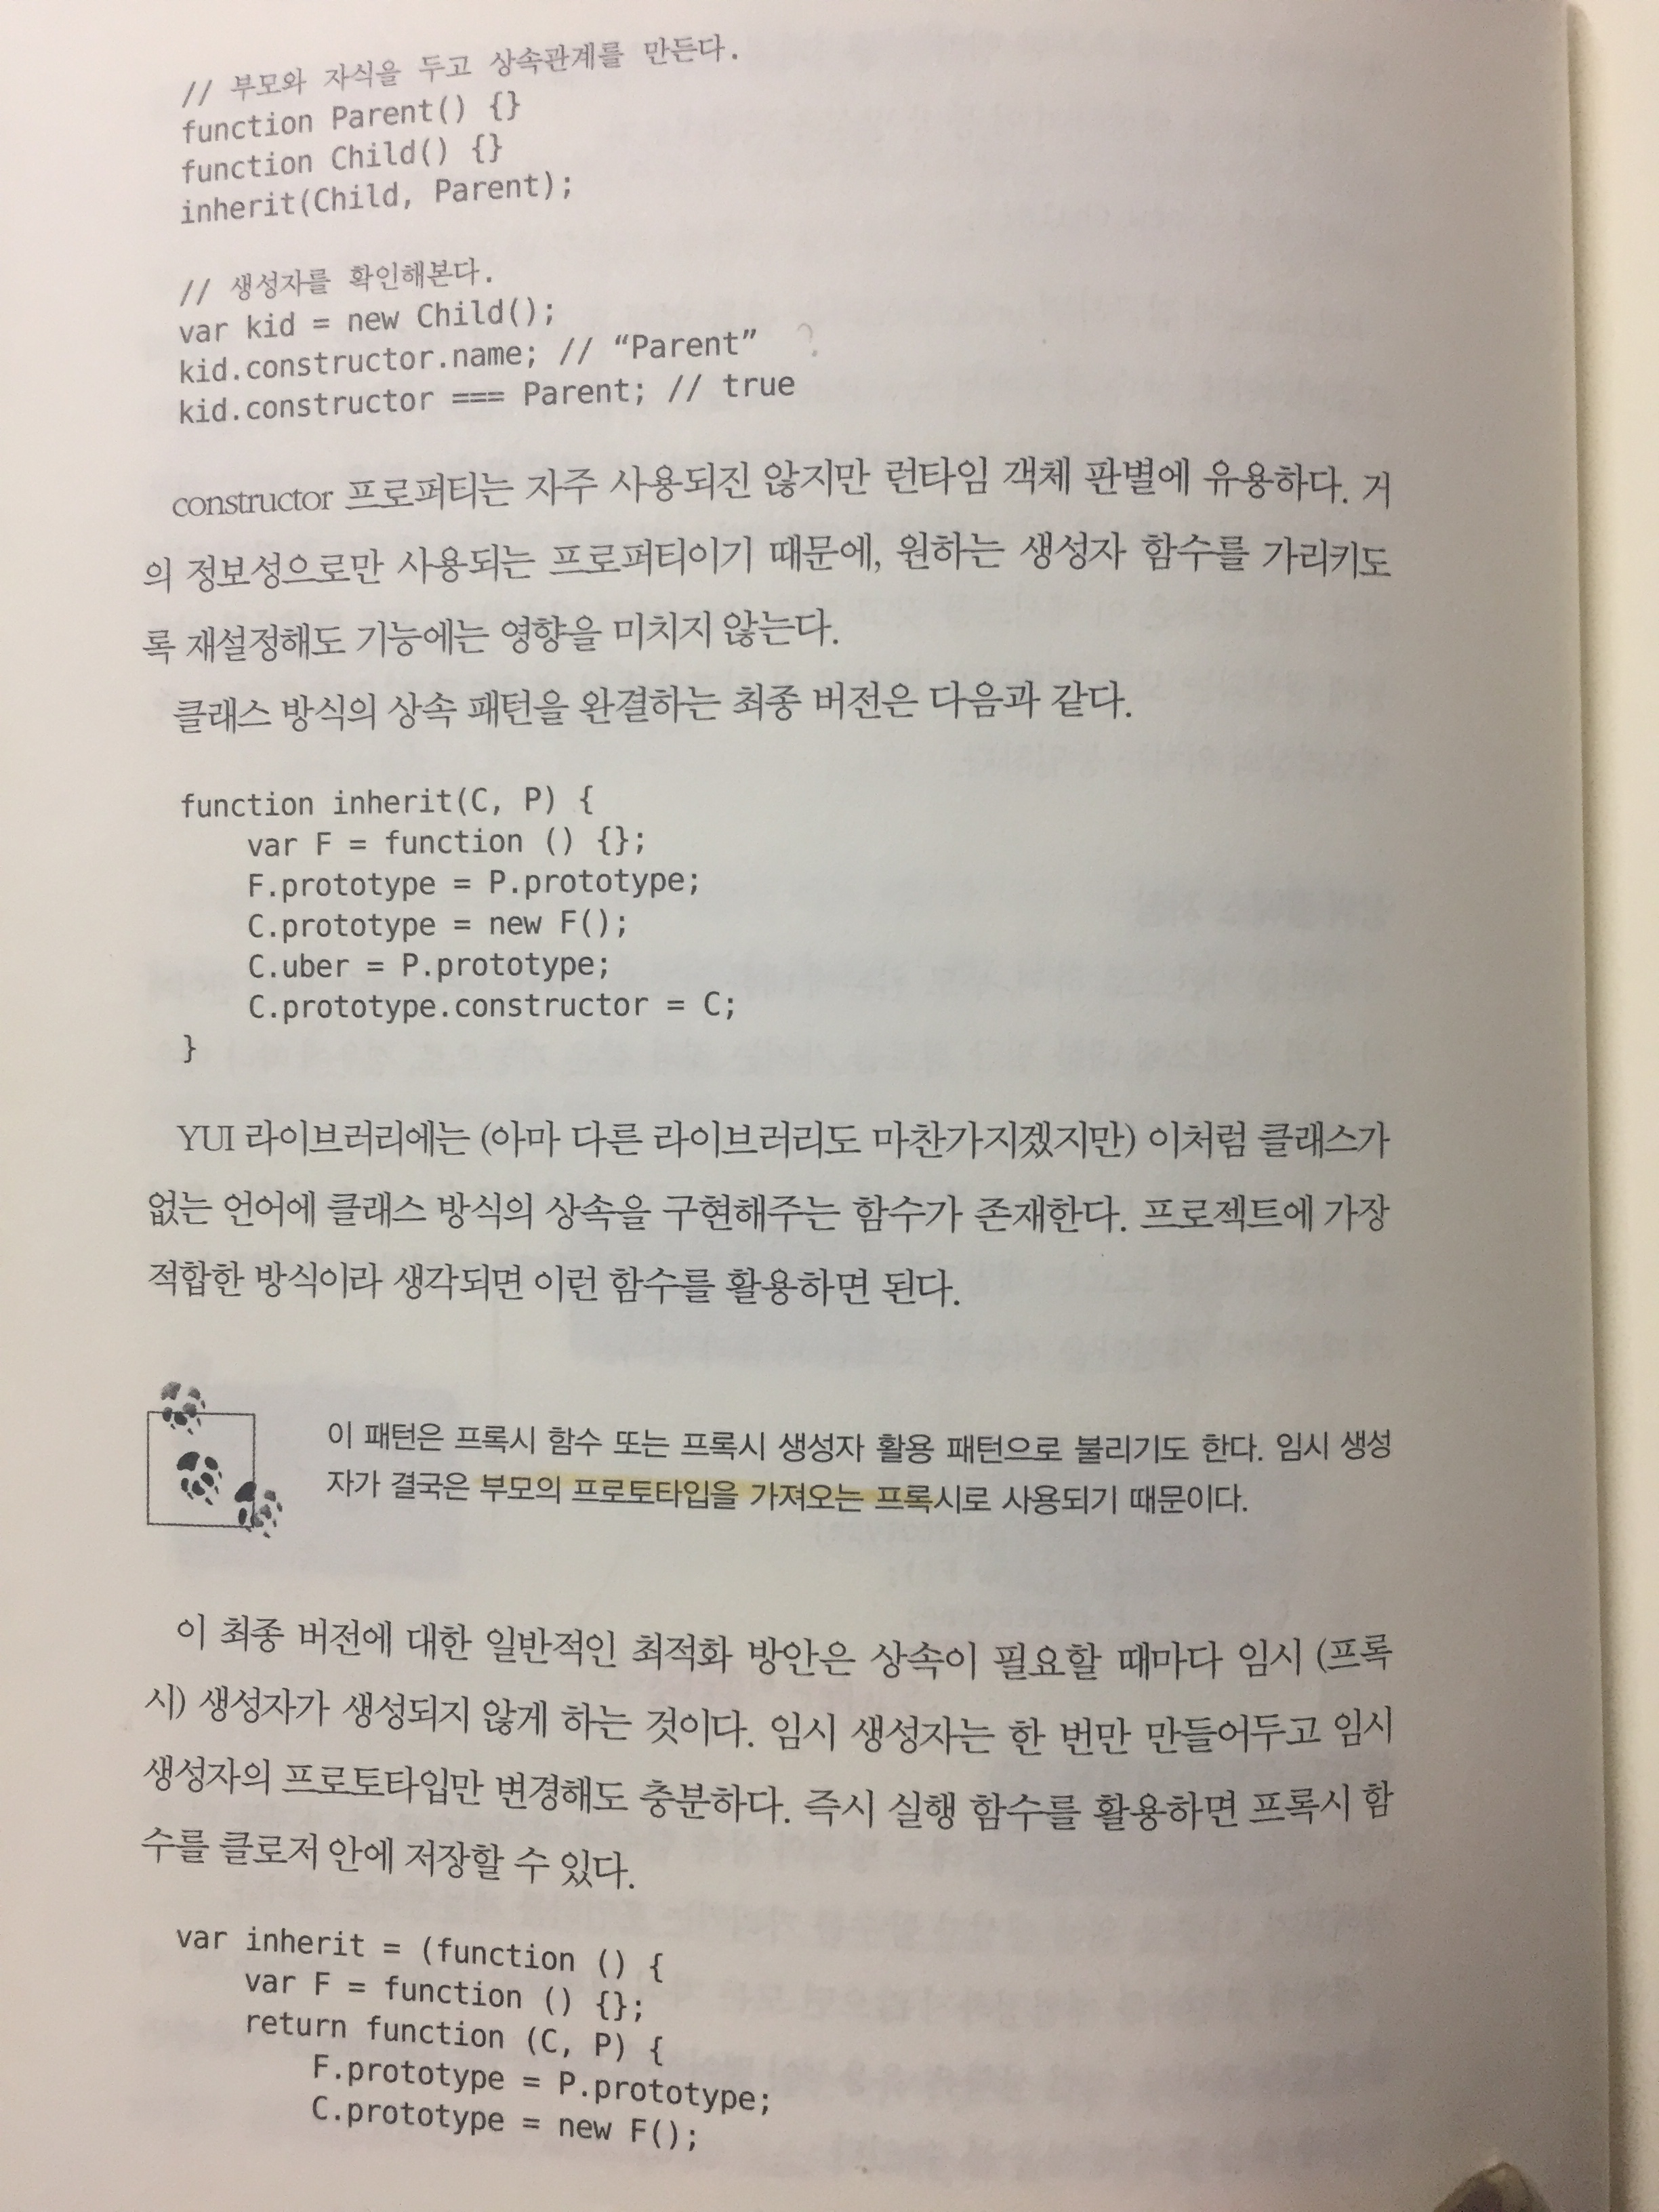 // 부모와 자식을 두고 상속관계를 만든다.
function Parent() {}
function Child() {}
inherit(Child, Parent);
// 생성자를 확인해본다.
var kid = new Child();
kid.constructor.name; // “Parent” ?
kid.constructor === Parent; // true
constructor 프로퍼티는 자주 사용되진 않지만 런타임 객체 판별에 유용하다. 거
의 정보성으로만 사용되는 프로퍼티이기 때문에, 원하는 생성자 함수를 가리키도
록 재설정해도 기능에는 영향을 미치지 않는다.
클래스 방식의 상속 패턴을 완결하는 최종 버전은 다음과 같다.
function inherit(C, P) {
    var F = function () {};
    F.prototype = P.prototype;
    C.prototype = new F();
    C.uber = P.prototype;
    C.prototype.constructor = C;
}
YUI 라이브러리에는 (아마 다른 라이브러리도 마찬가지겠지만) 이처럼 클래스가
없는 언어에 클래스 방식의 상속을 구현해주는 함수가 존재한다. 프로젝트에 가장
적합한 방식이라 생각되면 이런 함수를 활용하면 된다.
이 패턴은 프록시 함수 또는 프록시 생성자 활용 패턴으로 불리기도 한다. 임시 생성
자가 결국은 부모의 프로토타입을 가져오는 프록시로 사용되기 때문이다.
이 최종 버전에 대한 일반적인 최적화 방안은 상속이 필요할 때마다 임시 (프록
시) 생성자가 생성되지 않게 하는 것이다. 임시 생성자는 한 번만 만들어두고 임시
생성자의 프로토타입만 변경해도 충분하다. 즉시 실행 함수를 활용하면 프록시 함
수를 클로저 안에 저장할 수 있다.
var inherit = (function () {
    var F = function () {};
    return function (C, P) {
        F.prototype = P.prototype;
        C.prototype = new F();